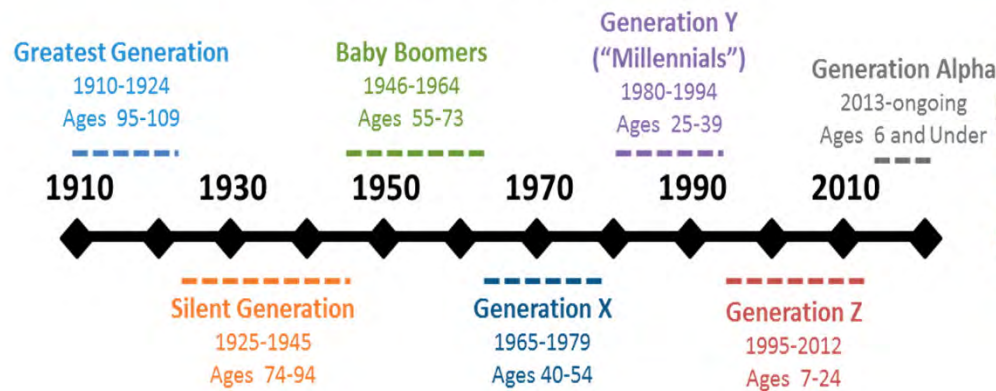 Greatest Generation
1910-1924
Ages 95-109
Baby Boomers
1946-1964
Ages 55-73
Generation Y
(“Millennials”)
1980-1994
Ages 25-39
Generation Alpha
2013-ongoing
Ages 6 and Under
1910 1930 1950 1970 1990 2010
Silent Generation
1925-1945
Ages 74-94
Generation X
1965-1979
Ages 40-54
Generation Z
1995-2012
Ages 7-24